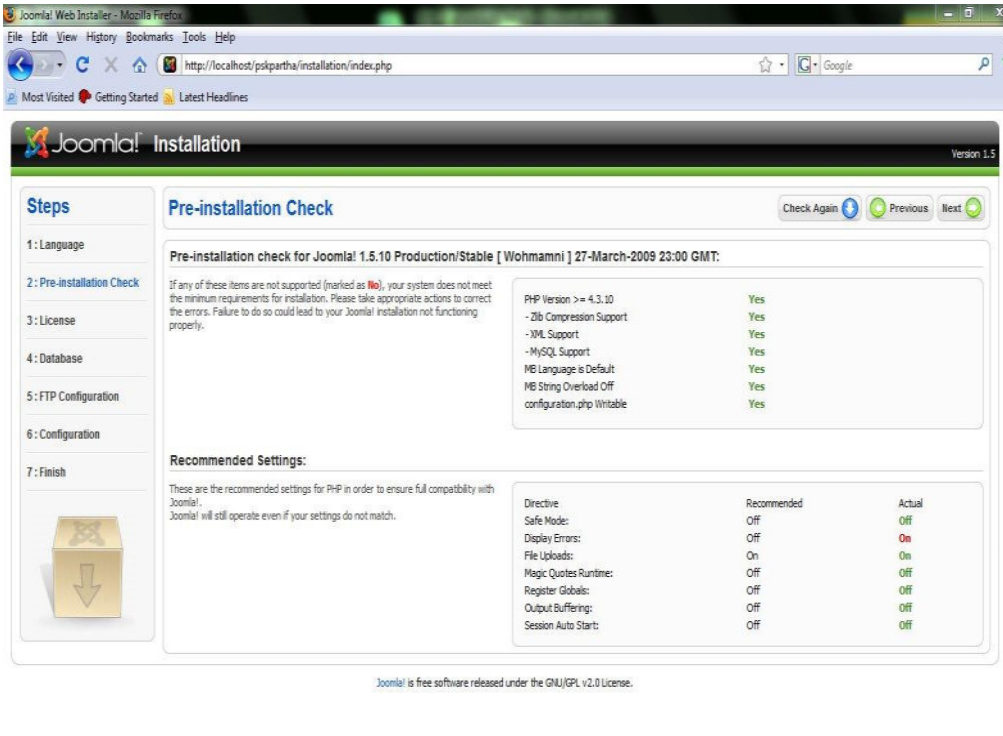 Joomla! Web Installer - Mozilla Firefox
File Edit View History Bookmarks Tools Help
http://localhost/pskpartha/installation/index.php
Google
Most Visited Getting Started Latest Headlines
Joomla! Installation
Version 1.5
Steps
1 : Language
2 : Pre-installation Check
3 : License
4 : Database
5 : FTP Configuration
6 : Configuration
7 : Finish
Pre-installation Check
Check Again Previous Next
Pre-installation check for Joomla! 1.5.10 Production/Stable [ Wohmamni ] 27-March-2009 23:00 GMT:
If any of these items are not supported (marked as No), your system does not meet
the minimum requirements for installation. Please take appropriate actions to correct
the errors. Failure to do so could lead to your Joomla! installation not functioning
properly.
PHP Version >= 4.3.10 Yes
- Zlib Compression Support Yes
- XML Support Yes
- MySQL Support Yes
MB Language is Default Yes
MB String Overload Off Yes
configuration.php Writable Yes
Recommended Settings:
These are the recommended settings for PHP in order to ensure full compatibility with
Joomla!.
Joomla! will still operate even if your settings do not match.
Directive Recommended Actual
Safe Mode: Off Off
Display Errors: Off On
File Uploads: On On
Magic Quotes Runtime: Off Off
Register Globals: Off Off
Output Buffering: Off Off
Session Auto Start: Off Off
Joomla! is free software released under the GNU/GPL v2.0 License.